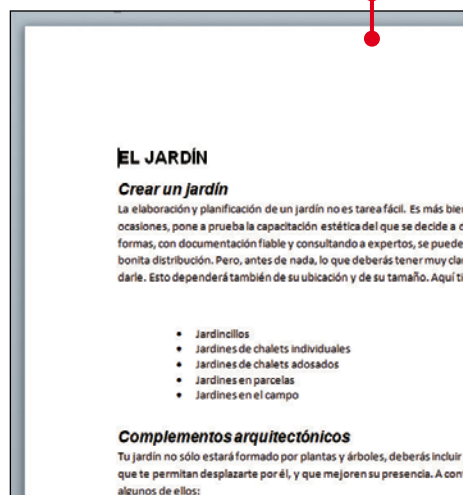 EL JARDÍN
Crear un jardín
La elaboración y planificación de un jardín no es tarea fácil. Es más bien
ocasiones, pone a prueba la capacitación estética del que se decide a
formas, con documentación fiable y consultando a expertos, se puede
bonita distribución. Pero, antes de nada, lo que deberás tener muy
darle. Esto dependerá también de su ubicación y de su tamaño. Aquí
• Jardincillos
• Jardines de chalets individuales
• Jardines de chalets adosados
• Jardines en parcelas
• Jardines en el campo
Complementos arquitectónicos
Tu jardín no sólo estará formado por plantas y árboles, deberás incluir
que te permitan desplazarte por él, y que mejoren su presencia. A
algunos de ellos: